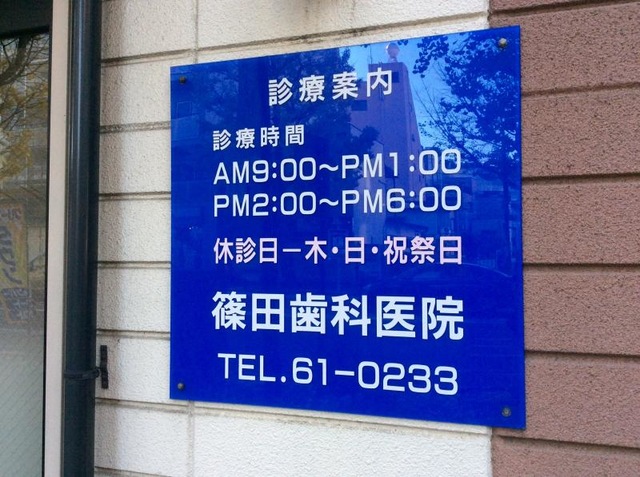 診療案内
診療時間
AM9:00～PM1:00
PM2:00～PM6:00
休診日－木・日・祝祭日
篠田歯科医院
TEL.61-0233